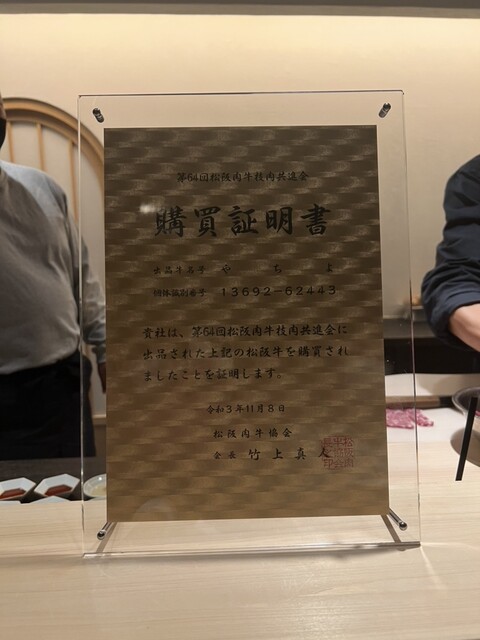 第64回松阪肉牛枝肉共進会
購買証明書
出品牛名号 やちよ
個体識別番号 13692-62443
貴社は、第64回松阪肉牛枝肉共進会に
出品された上記の松阪牛を購買され
ましたことを証明します。
令和3年11月8日
松阪肉牛協会
会長 竹上真人